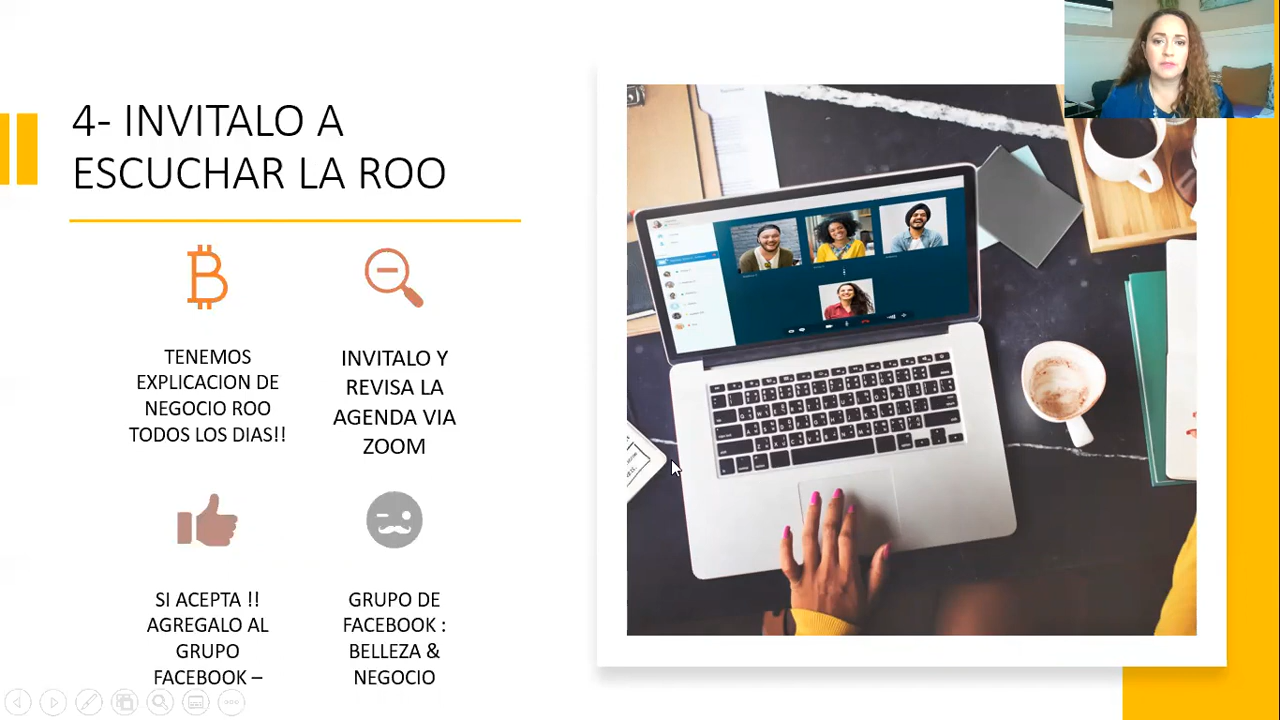 4- INVITALO A
ESCUCHAR LA ROO
TENEMOS
EXPLICACION DE
NEGOCIO ROO
TODOS LOS DIAS!!
INVITALO Y
REVISA LA
AGENDA VIA
ZOOM
SI ACEPTA !!
AGREGALO AL
GRUPO
FACEBOOK –
GRUPO DE
FACEBOOK :
BELLEZA &
NEGOCIO